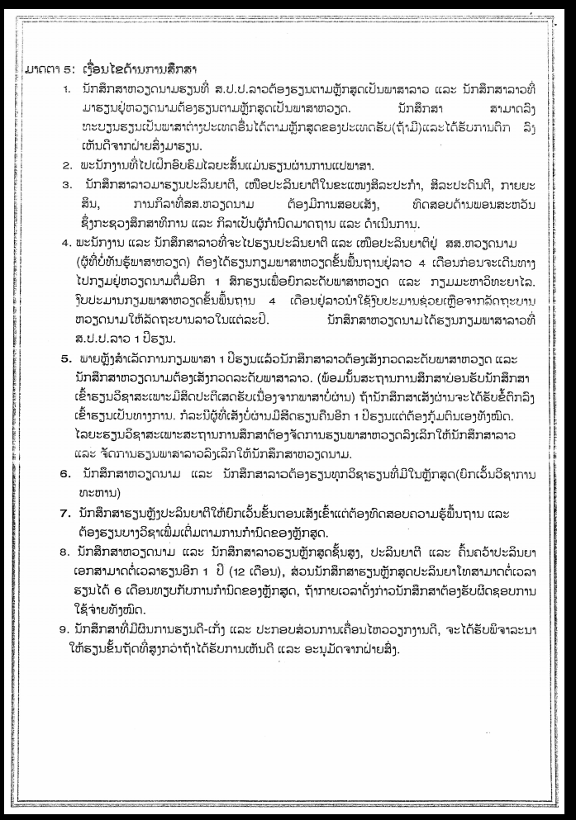 ມາດຕາ 5: ເງື່ອນໄຂດ້ານການສຶກສາ
1. ນັກສຶກສາຫວຽດນາມຮຽນທີ່ ສ.ປ.ປ.ລາວຕ້ອງຮຽນຕາມຫຼັກສູດເປັນພາສາລາວ ແລະ ນັກສຶກສາລາວທີ່
ມາຮຽນຢູ່ຫວຽດນາມຕ້ອງຮຽນຕາມຫຼັກສູດເປັນພາສາຫວຽດ. ນັກສຶກສາ ສາມາດລົງ
ທະບຽນຮຽນເປັນພາສາຕ່າງປະເທດອື່ນໄດ້ຕາມຫຼັກສູດຂອງປະເທດຮັບ(ຖ້າມີ)ແລະໄດ້ຮັບການຕົກ ລົງ
ເຫັນດີຈາກຝ່າຍສົ່ງມາຮຽນ.
2. ພະນັກງານທີ່ໄປເຝິກອົບຮົມໄລຍະສັ້ນແມ່ນຮຽນຜ່ານການແປພາສາ.
3. ນັກສຶກສາລາວມາຮຽນປະລິນຍາຕີ, ເໜືອປະລິນຍາຕີໃນຂະແໜງສິລະປະກຳ, ສິລະປະດົນຕີ, ກາຍຍະ
ສິນ, ການກິລາທີ່ສສ.ຫວຽດນາມ ຕ້ອງມີການສອບເສັງ, ທົດສອບດ້ານພອນສະຫວັນ
ຊຶ່ງກະຊວງສຶກສາທິການ ແລະ ກິລາເປັນຜູ້ກຳນົດມາດຖານ ແລະ ດຳເນີນການ.
4. ພະນັກງານ ແລະ ນັກສຶກສາລາວທີ່ຈະໄປຮຽນປະລິນຍາຕີ ແລະ ເໜືອປະລິນຍາຕີຢູ່ ສສ.ຫວຽດນາມ
(ຜູ້ທີ່ບໍ່ທັນຮູ້ພາສາຫວຽດ) ຕ້ອງໄດ້ຮຽນກຽມພາສາຫວຽດຂັ້ນພື້ນຖານຢູ່ລາວ 4 ເດືອນກ່ອນຈະເດີນທາງ
ໄປກຽມຢູ່ຫວຽດນາມຕື່ມອີກ 1 ສົກຮຽນເພື່ອຍົກລະດັບພາສາຫວຽດ ແລະ ກຽມມະຫາວິທະຍາໄລ.
ງົບປະມານກຽມພາສາຫວຽດຂັ້ນພື້ນຖານ 4 ເດືອນຢູ່ລາວນຳໃຊ້ງົບປະມານຊ່ວຍເຫຼືອຈາກລັດຖະບານ
ຫວຽດນາມໃຫ້ລັດຖະບານລາວໃນແຕ່ລະປີ. ນັກສຶກສາຫວຽດນາມໄດ້ຮຽນກຽມພາສາລາວທີ່
ສ.ປ.ປ.ລາວ 1 ປີຮຽນ.
5. ພາຍຫຼັງສຳເລັດການກຽມພາສາ 1 ປີຮຽນແລ້ວນັກສຶກສາລາວຕ້ອງເສັງກວດລະດັບພາສາຫວຽດ ແລະ
ນັກສຶກສາຫວຽດນາມຕ້ອງເສັງກວດລະດັບພາສາລາວ. (ພ້ອມນັ້ນສະຖານການສຶກສາບ່ອນຮັບນັກສຶກສາ
ເຂົ້າຮຽນວິຊາສະເພາະມີສິດປະຕິເສດຮັບເນື່ອງຈາກພາສາບໍ່ຜ່ານ) ຖ້ານັກສຶກສາເສັງຜ່ານຈະໄດ້ຮັບຂໍ້ຕົກລົງ
ເຂົ້າຮຽນເປັນທາງການ. ກໍລະນີຜູ້ທີ່ເສັງບໍ່ຜ່ານມີສິດຮຽນຄືນອີກ 1 ປີຮຽນແຕ່ຕ້ອງກຸ້ມຕົນເອງທັງໝົດ.
ໄລຍະຮຽນວິຊາສະເພາະສະຖານການສຶກສາຕ້ອງຈັດການຮຽນພາສາຫວຽດລົງເລິກໃຫ້ນັກສຶກສາລາວ
ແລະ ຈັດການຮຽນພາສາລາວລົງເລິກໃຫ້ນັກສຶກສາຫວຽດນາມ.
6. ນັກສຶກສາຫວຽດນາມ ແລະ ນັກສຶກສາລາວຕ້ອງຮຽນທຸກວິຊາຮຽນທີ່ມີໃນຫຼັກສູດ(ຍົກເວັ້ນວິຊາການ
ທະຫານ)
7. ນັກສຶກສາຮຽນຫຼັງປະລິນຍາຕີໃຫ້ຍົກເວັ້ນຂັ້ນຕອນເສັງເຂົ້າແຕ່ຕ້ອງທົດສອບຄວາມຮູ້ພື້ນຖານ ແລະ
ຕ້ອງຮຽນບາງວິຊາເພີ່ມເຕີ່ມຕາມການກຳນົດຂອງຫຼັກສູດ.
8. ນັກສຶກສາຫວຽດນາມ ແລະ ນັກສຶກສາລາວຮຽນຫຼັກສູດຊັ້ນສູງ, ປະລິນຍາຕີ ແລະ ຄົ້ນຄວ້າປະລິນຍາ
ເອກສາມາດຕໍ່ເວລາຮຽນອີກ 1 ປີ (12 ເດືອນ), ສ່ວນນັກສຶກສາຮຽນຫຼັກສູດປະລິນຍາໂທສາມາດຕໍ່ເວລາ
ຮຽນໄດ້ 6 ເດືອນທຽບກັບການກຳນົດຂອງຫຼັກສູດ, ຖ້າກາຍເວລາດັ່ງກ່າວນັກສຶກສາຕ້ອງຮັບຜິດຊອບການ
ໃຊ້ຈ່າຍທັງໝົດ.
9. ນັກສຶກສາທີ່ມີຜົນການຮຽນດີ-ເກັ່ງ ແລະ ປະກອບສ່ວນການເຄື່ອນໄຫວວຽກງານດີ, ຈະໄດ້ຮັບພິຈາລະນາ
ໃຫ້ຮຽນຂັ້ນຖັດທີ່ສູງກວ່າຖ້າໄດ້ຮັບການເຫັນດີ ແລະ ອະນຸມັດຈາກຝ່າຍສົ່ງ.